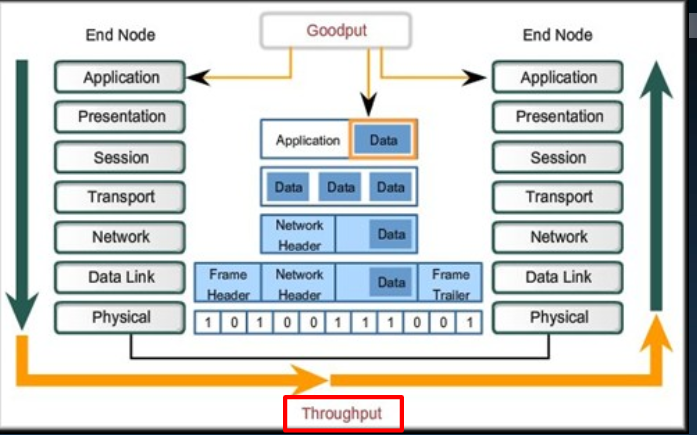 Goodput
End Node
End Node
Application
Application
Presentation
Presentation
Application Data
Session
Session
Data Data Data
Transport
Transport
Network
Header
Data
Network
Network
Frame
Header
Network
Header
Data
Frame
Trailer
Data Link
Data Link
Physical
Physical
1 0 1 0 0 1 1 1 0 0 1
Throughput